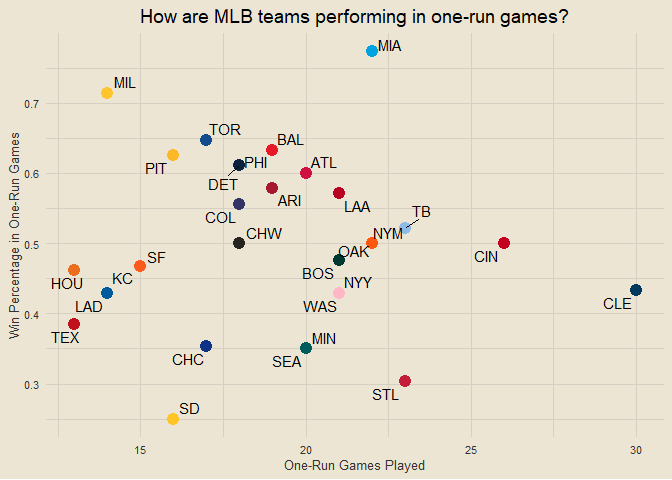 How are MLB teams performing in one-run games?
MIA
MIL
0.7
TOR
BAL
PIT
PHI
ATL
0.6
DET
ARI
LAA
COL
TB
CHW
NYM
0.5
OAK
CIN
SF
BOS
HOU
KC
NYY
LAD
WAS
CLE
0.4
TEX
MIN
CHC
SEA
STL
0.3
SD
Win Percentage in One-Run Games
15
20
25
30
One-Run Games Played